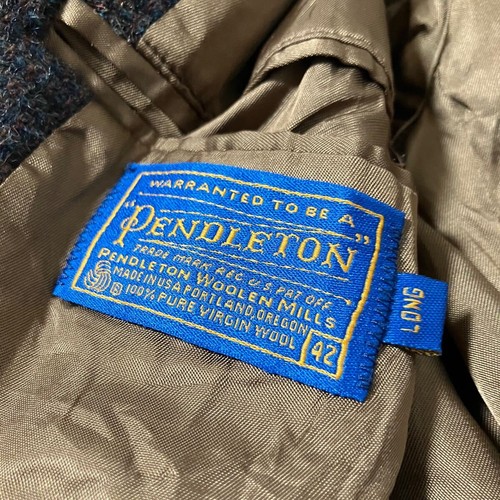 WARRANTED TO BE A
"PENDLETON"
TRADE MARK REG. U.S. PAT. OFF.
PENDLETON WOOLEN MILLS
MADE IN USA PORTLAND, OREGON
® 100% PURE VIRGIN WOOL
42
LONG